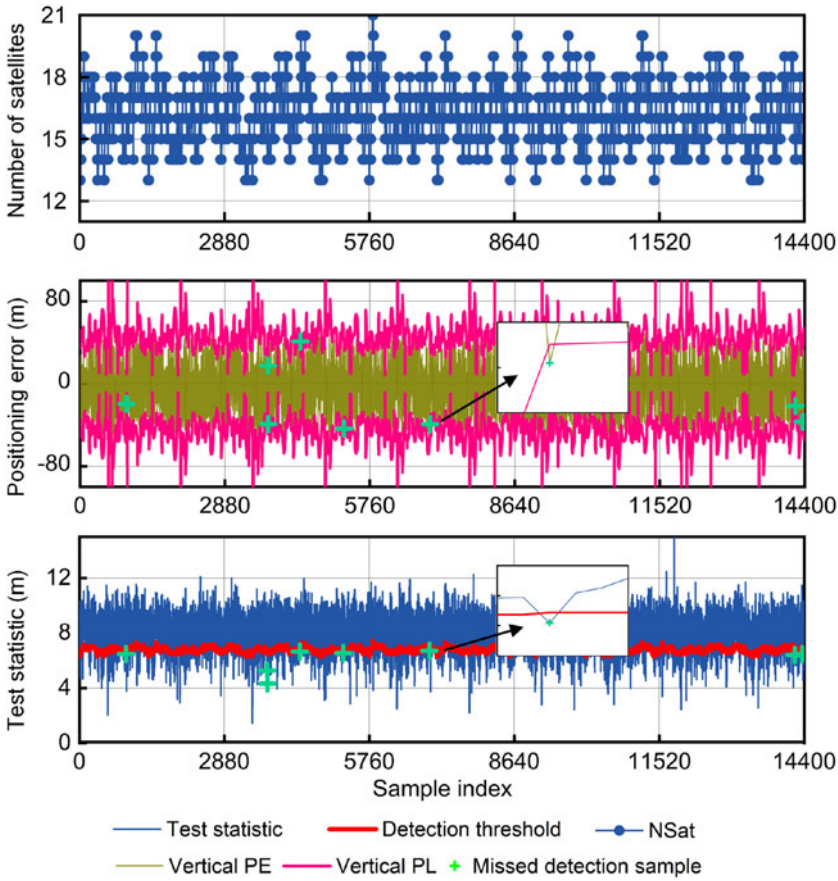 Number of satellites
21
18
15
12
0 2880 5760 8640 11520 14400
Positioning error (m)
80
0
-80
0 2880 5760 8640 11520 14400
Test statistic (m)
12
8
4
0
0 2880 5760 8640 11520 14400
Sample index
Test statistic Detection threshold NSat
Vertical PE Vertical PL Missed detection sample